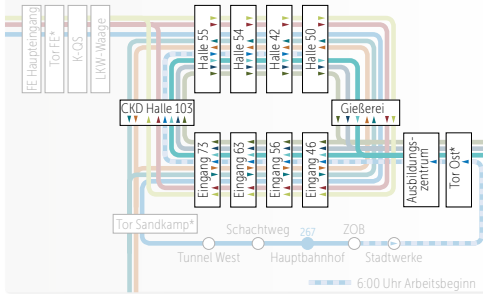 FE Haupteingang
Tor FE*
K-QS
LKW-Waage
Halle 55
Halle 54
Halle 42
Halle 50
CKD Halle 103
Gießerei
Eingang 73
Eingang 63
Eingang 56
Eingang 46
Ausbildungs-
zentrum
Tor Ost*
Tor Sandkamp*
Schachtweg
267
ZOB
Tunnel West
Hauptbahnhof
Stadtwerke
6:00 Uhr Arbeitsbeginn